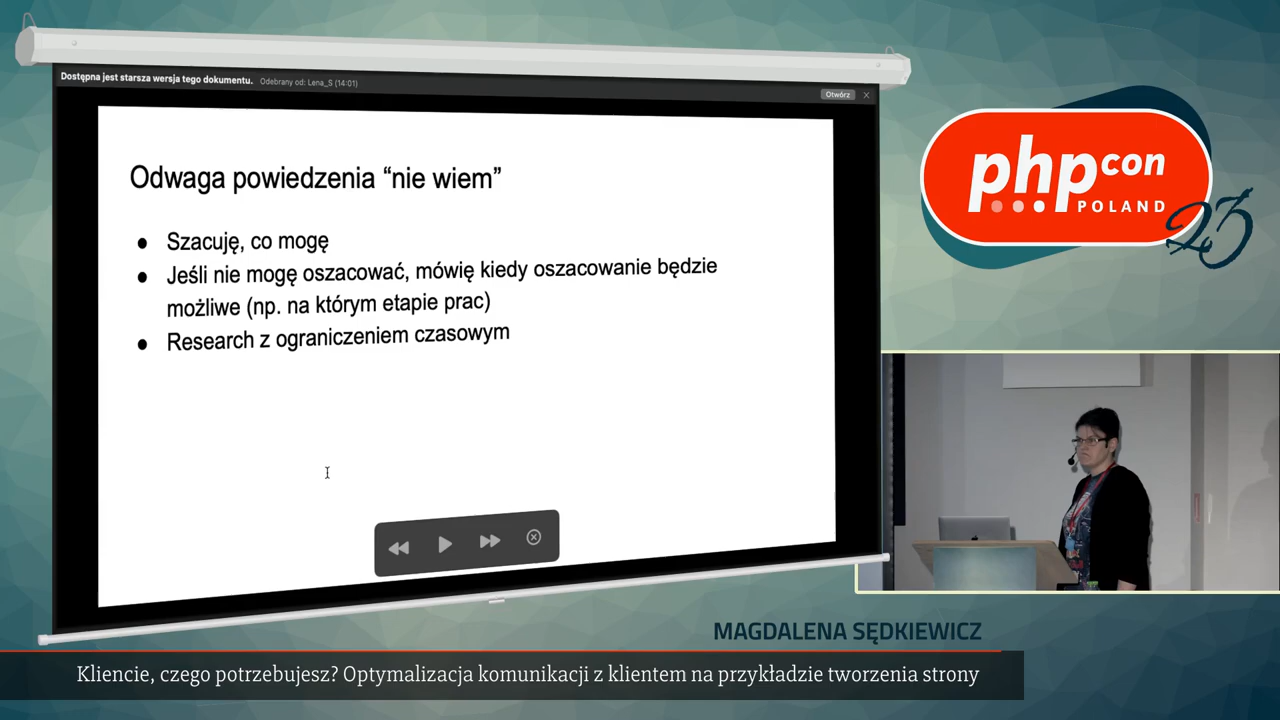 Dostępna jest starsza wersja tego dokumentu. Odebrany od: Lena_S (14:01)
Otwórz
Odwaga powiedzenia “nie wiem”
● Szacuję, co mogę
● Jeśli nie mogę oszacować, mówię kiedy oszacowanie będzie
możliwe (np. na którym etapie prac)
● Research z ograniczeniem czasowym
phpcon
POLAND
23
MAGDALENA SĘDKIEWICZ
Kliencie, czego potrzebujesz? Optymalizacja komunikacji z klientem na przykładzie tworzenia strony